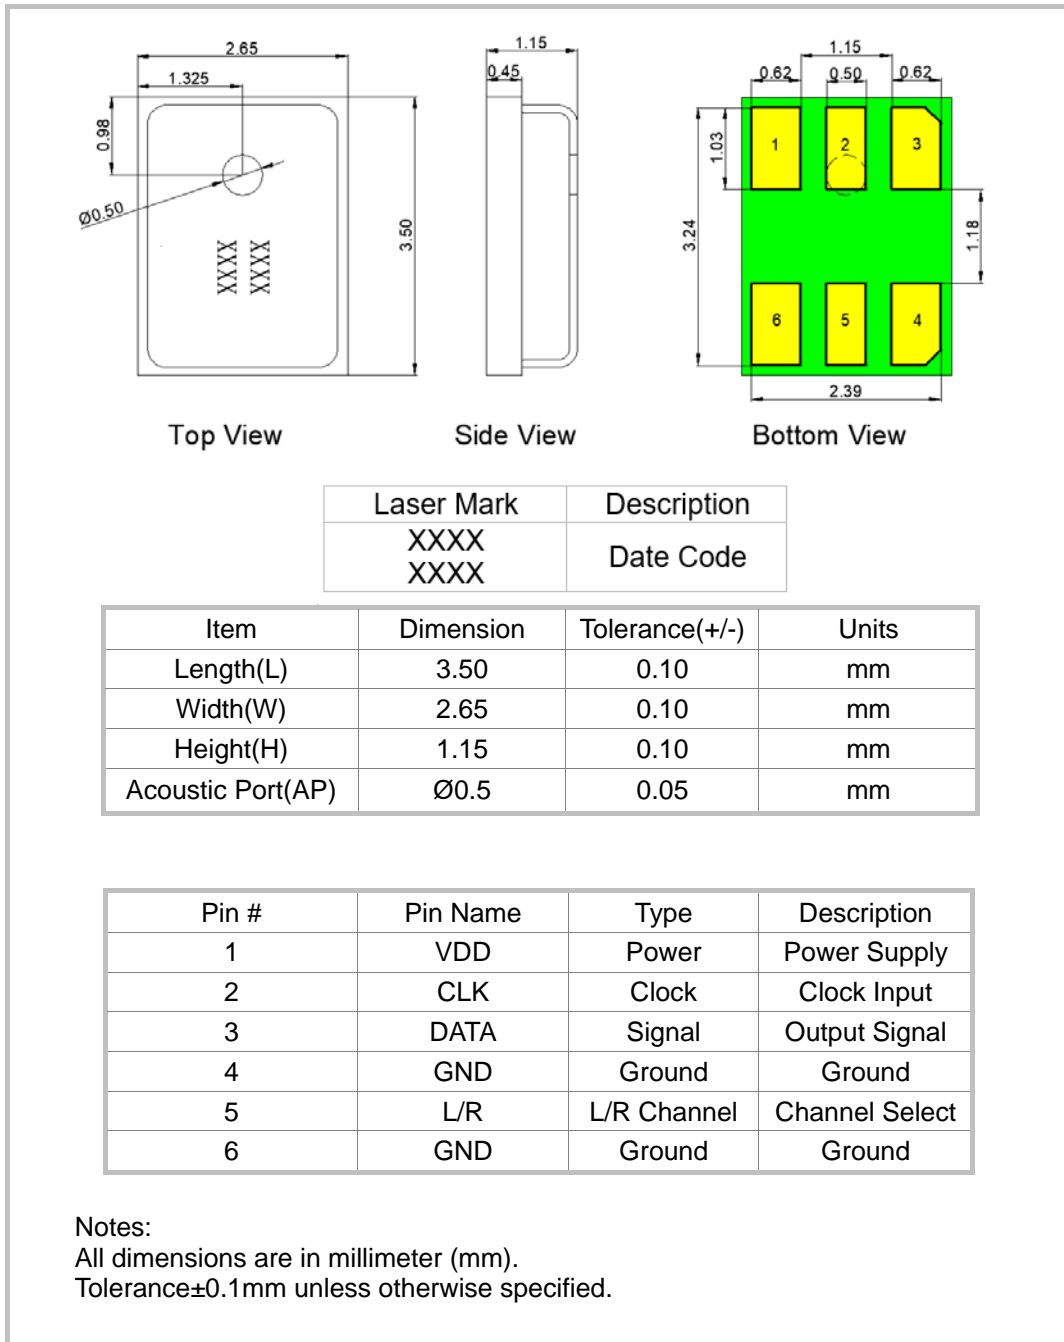 2.65
1.325
0.98
Ø0.50
3.50
XXXX
XXXX
Top View
1.15
0.45
Side View
1.15
0.62 0.50 0.62
1.03
3.24
1.18
1 2 3
6 5 4
2.39
Bottom View
Laser Mark Description
XXXX
XXXX
Date Code
Item Dimension Tolerance(+/-) Units
Length(L) 3.50 0.10 mm
Width(W) 2.65 0.10 mm
Height(H) 1.15 0.10 mm
Acoustic Port(AP) Ø0.5 0.05 mm
Pin # Pin Name Type Description
1 VDD Power Power Supply
2 CLK Clock Clock Input
3 DATA Signal Output Signal
4 GND Ground Ground
5 L/R L/R Channel Channel Select
6 GND Ground Ground
Notes:
All dimensions are in millimeter (mm).
Tolerance±0.1mm unless otherwise specified.